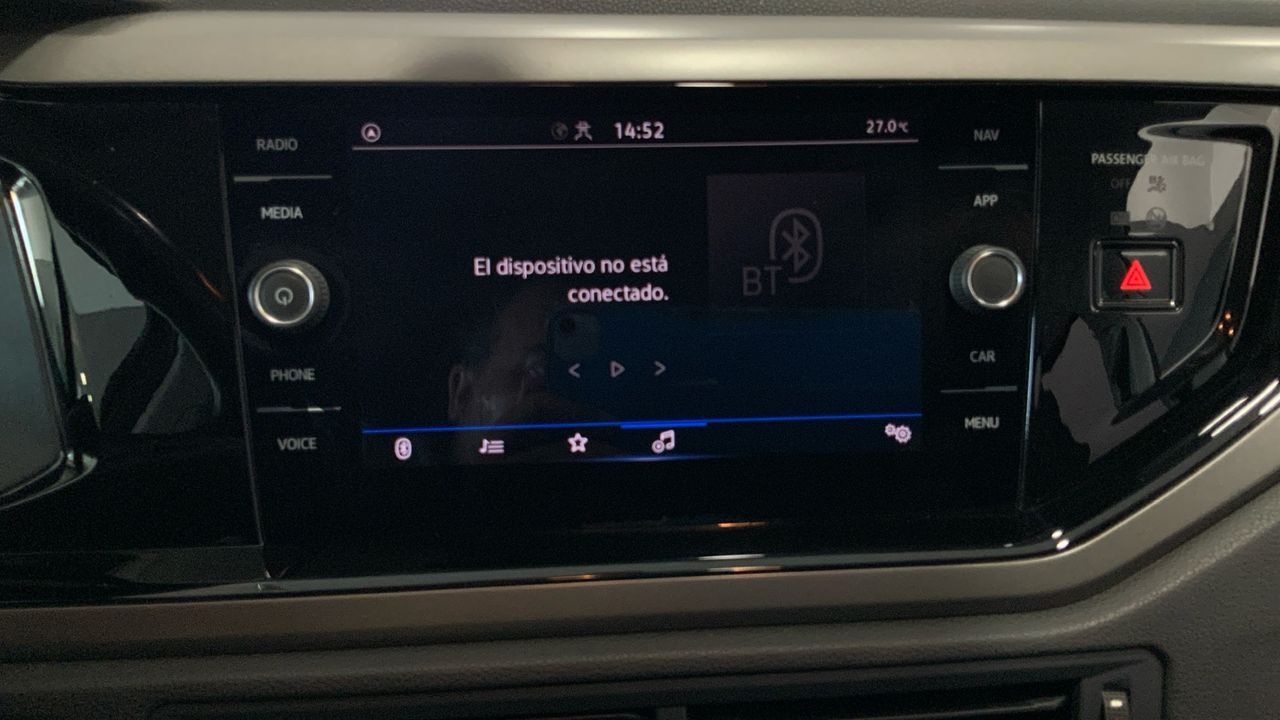 RADIO
MEDIA
PHONE
VOICE
14:52
27.0°C
El dispositivo no está
conectado.
BT
NAV
APP
CAR
MENU
PASSENGER AIR BAG
OFF